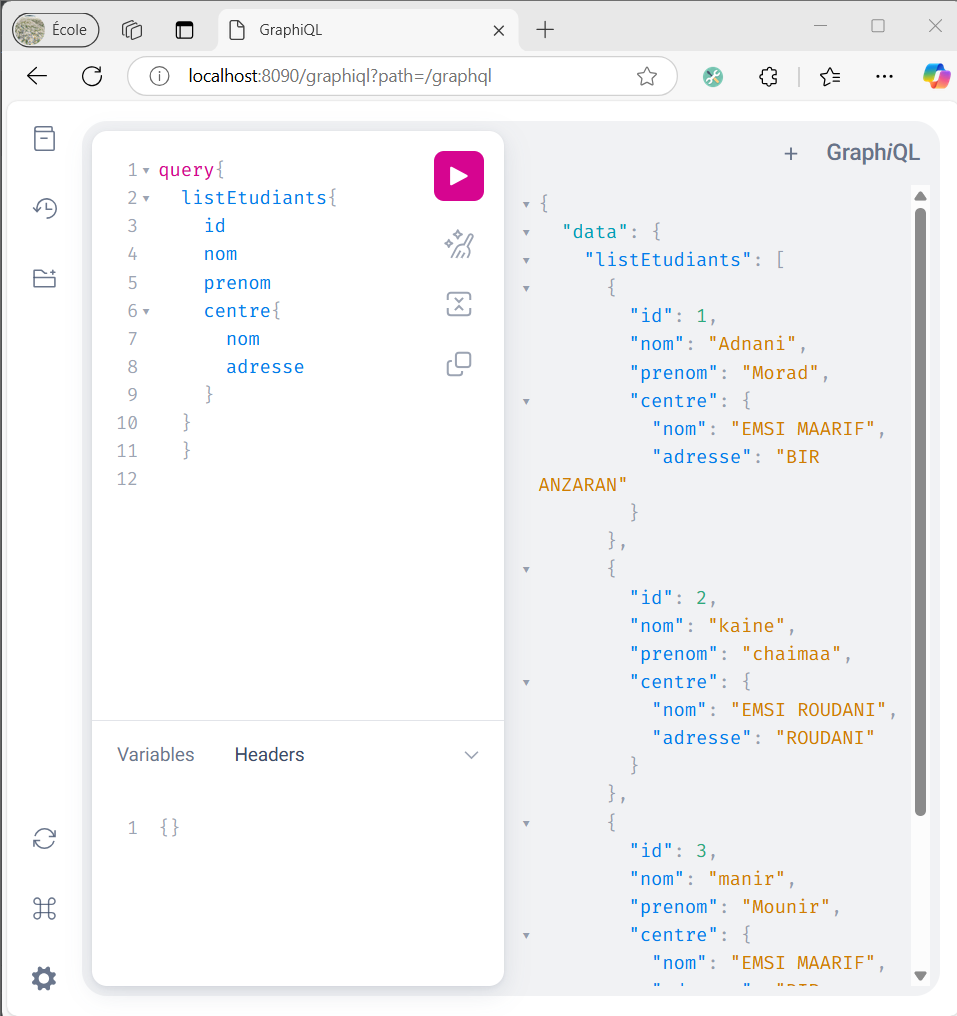 École
GraphiQL
localhost:8090/graphiql?path=/graphql
GraphiQL
1 query{
2 listEtudiants{
3 id
4 nom
5 prenom
6 centre{
7 nom
8 adresse
9 }
10 }
11 }
12
Variables Headers
1 {}
{
"data": {
"listEtudiants": [
{
"id": 1,
"nom": "Adnani",
"prenom": "Morad",
"centre": {
"nom": "EMSI MAARIF",
"adresse": "BIR
ANZARAN"
}
},
{
"id": 2,
"nom": "kaine",
"prenom": "chaimaa",
"centre": {
"nom": "EMSI ROUDANI",
"adresse": "ROUDANI"
}
},
{
"id": 3,
"nom": "manir",
"prenom": "Mounir",
"centre": {
"nom": "EMSI MAARIF",